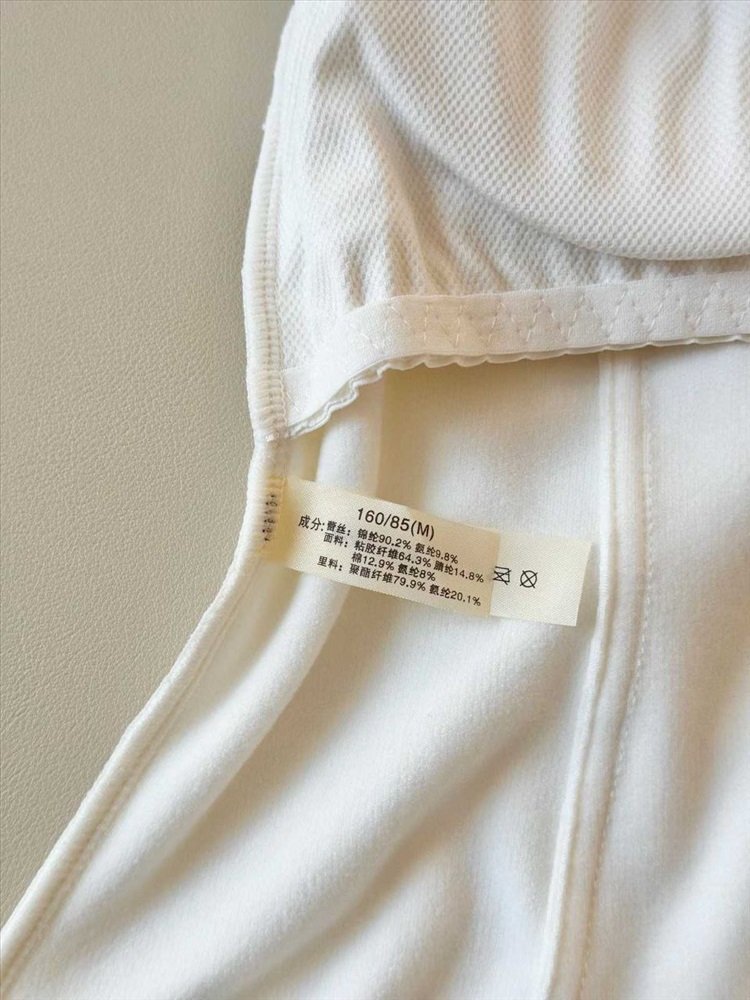 160/85(M)
成分:蕾丝: 锦纶90.2% 氨纶9.8%
面料: 粘胶纤维64.3% 腈纶14.8%
棉12.9% 氨纶8%
里料: 聚酯纤维79.9% 氨纶20.1%